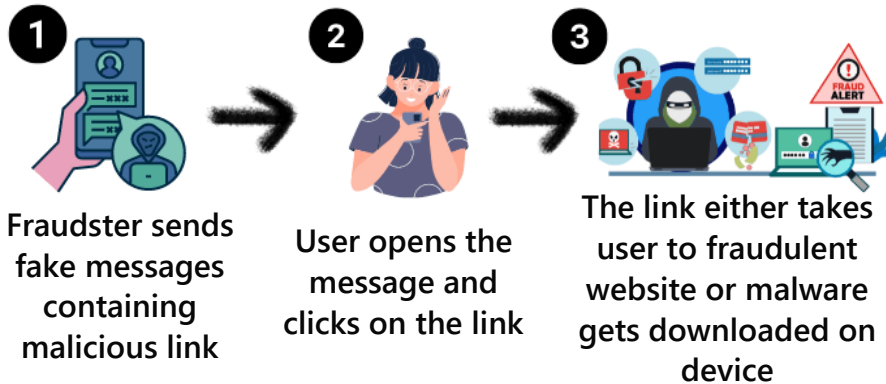 1
xxx
Fraudster sends
fake messages
containing
malicious link
2
User opens the
message and
clicks on the link
3
FRAUD
ALERT
The link either takes
user to fraudulent
website or malware
gets downloaded on
device